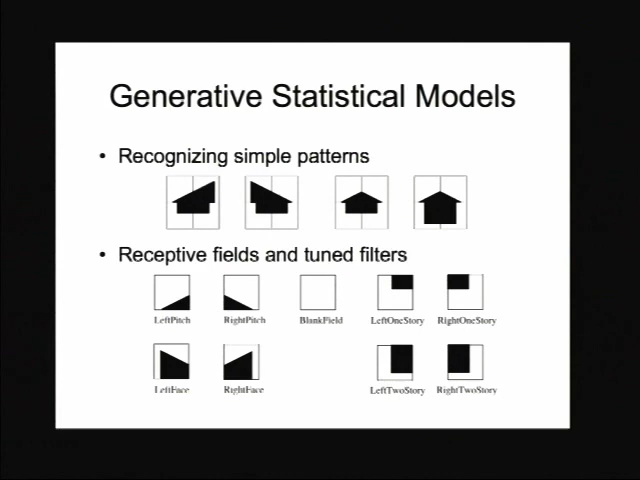 Generative Statistical Models
• Recognizing simple patterns
• Receptive fields and tuned filters
LeftPitch RightPitch BlankField LeftOneStory RightOneStory
LeftFace RightFace LeftTwoStory RightTwoStory